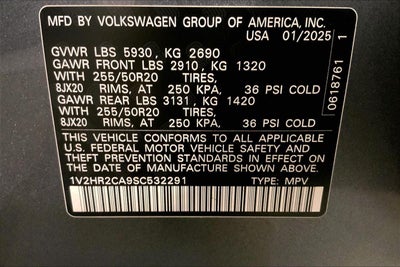 MFD BY VOLKSWAGEN GROUP OF AMERICA, INC.
USA 01/2025
GVWR LBS 5930, KG 2690
GAWR FRONT LBS 2910, KG 1320
WITH 255/50R20 TIRES,
8JX20 RIMS, AT 250 KPA, 36 PSI COLD
GAWR REAR LBS 3131, KG 1420
WITH 255/50R20 TIRES,
8JX20 RIMS, AT 250 KPA, 36 PSI COLD
THIS VEHICLE CONFORMS TO ALL APPLICABLE
U.S. FEDERAL MOTOR VEHICLE SAFETY AND
THEFT PREVENTION STANDARDS IN EFFECT ON
THE DATE OF MANUFACTURE SHOWN ABOVE.
1V2HR2CA9SC532291 TYPE: MPV
0618761 1